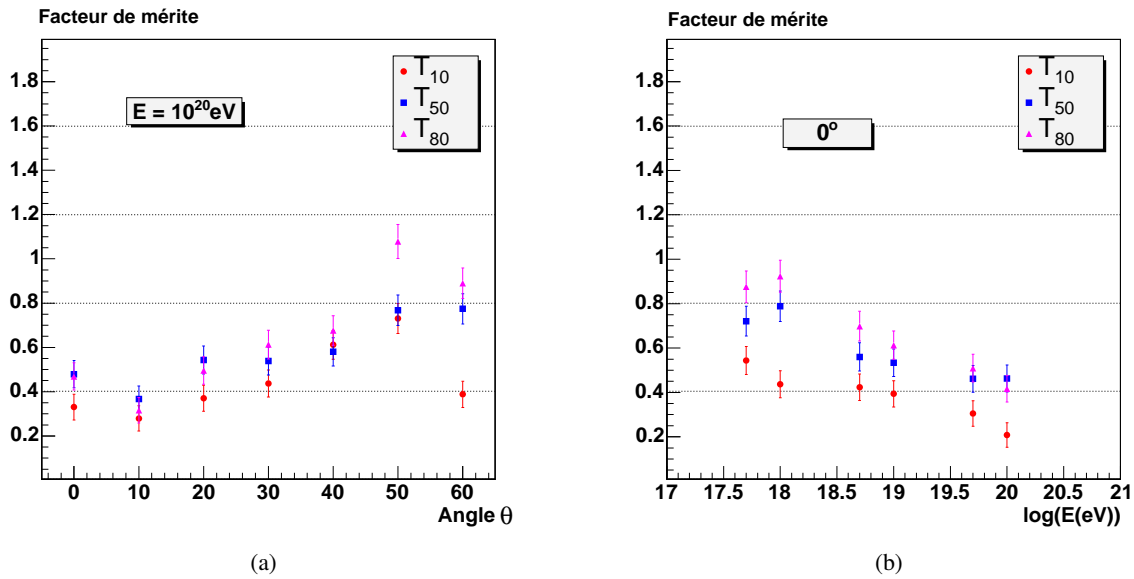 Facteur de mérite
1.8
1.6
1.4
1.2
1
0.8
0.6
0.4
0.2
E = 10^20eV
T10
T50
T80
0 10 20 30 40 50 60
Angle θ
(a)
Facteur de mérite
1.8
1.6
1.4
1.2
1
0.8
0.6
0.4
0.2
0°
T10
T50
T80
17 17.5 18 18.5 19 19.5 20 20.5 21
log(E(eV))
(b)